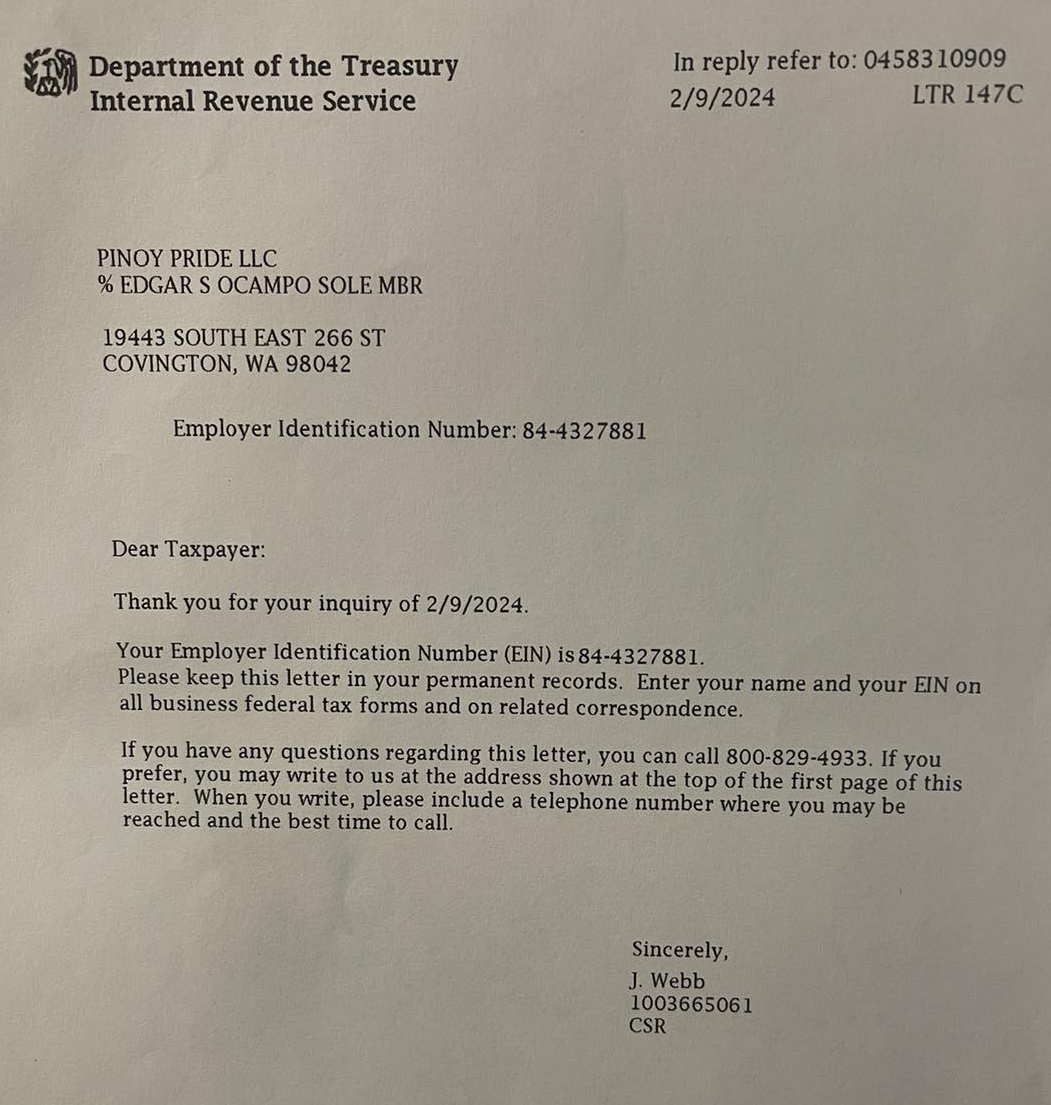 Department of the Treasury
Internal Revenue Service
In reply refer to: 0458310909
2/9/2024 LTR 147C
PINOY PRIDE LLC
% EDGAR S OCAMPO SOLE MBR
19443 SOUTH EAST 266 ST
COVINGTON, WA 98042
Employer Identification Number: 84-4327881
Dear Taxpayer:
Thank you for your inquiry of 2/9/2024.
Your Employer Identification Number (EIN) is 84-4327881.
Please keep this letter in your permanent records. Enter your name and your EIN on
all business federal tax forms and on related correspondence.
If you have any questions regarding this letter, you can call 800-829-4933. If you
prefer, you may write to us at the address shown at the top of the first page of this
letter. When you write, please include a telephone number where you may be
reached and the best time to call.
Sincerely,
J. Webb
1003665061
CSR